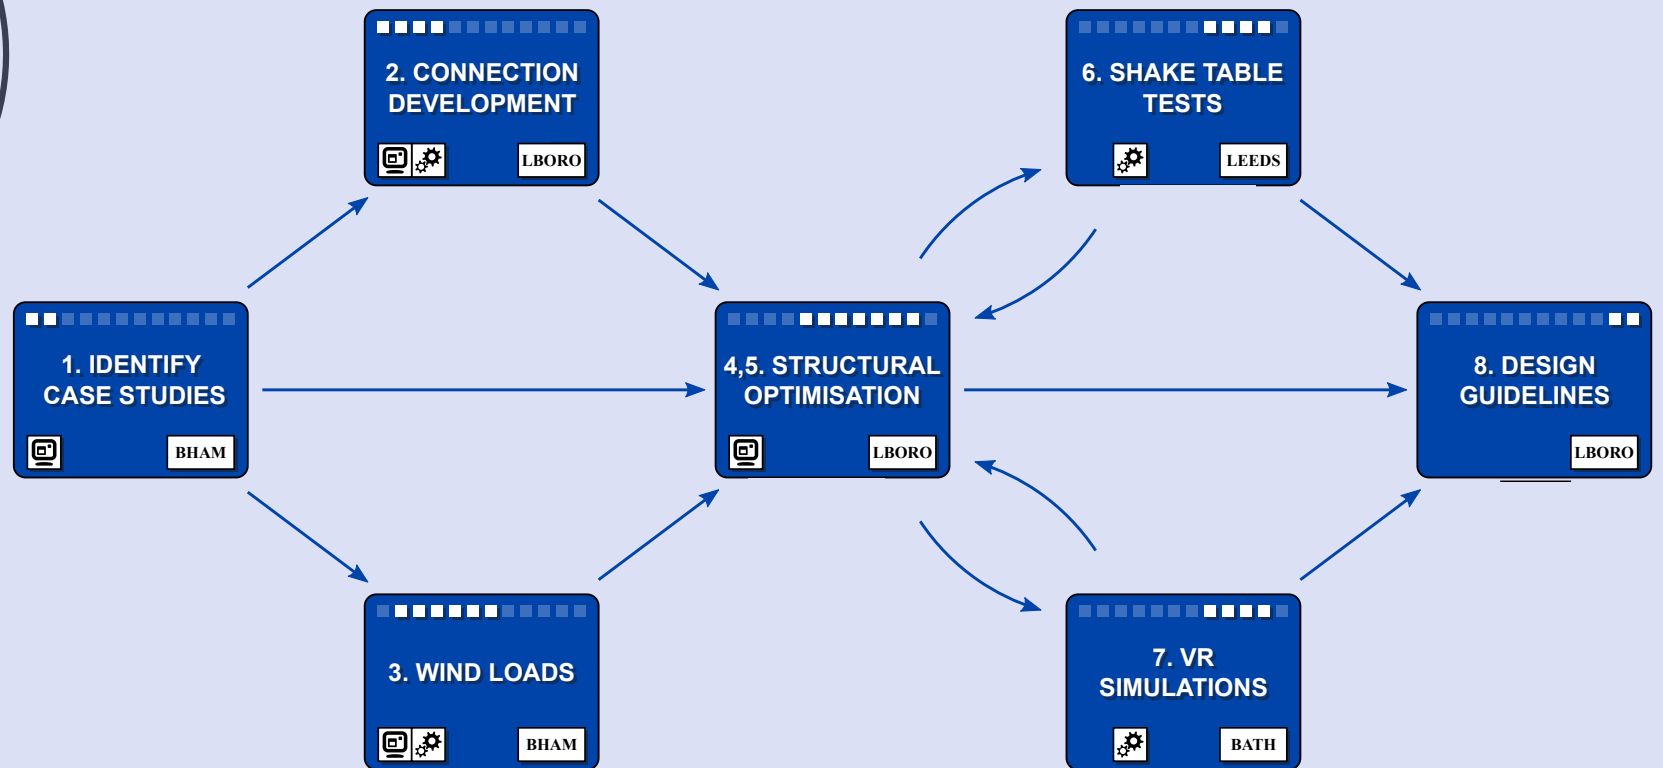 2. CONNECTION
DEVELOPMENT
LBORO
6. SHAKE TABLE
TESTS
LEEDS
1. IDENTIFY
CASE STUDIES
BHAM
4,5. STRUCTURAL
OPTIMISATION
LBORO
8. DESIGN
GUIDELINES
LBORO
3. WIND LOADS
BHAM
7. VR
SIMULATIONS
BATH